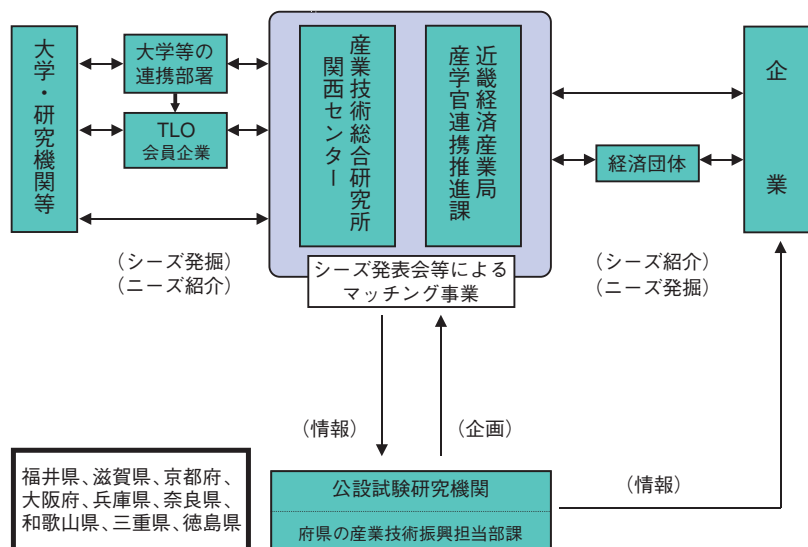 大学・研究機関等
大学等の
連携部署
TLO
会員企業
産業技術総合研究所
関西センター
近畿経済産業局
産学官連携推進課
経済団体
企業
（シーズ発掘）
（ニーズ紹介）
シーズ発表会等による
マッチング事業
（シーズ紹介）
（ニーズ発掘）
（情報）
（企画）
（情報）
福井県、滋賀県、京都府、
大阪府、兵庫県、奈良県、
和歌山県、三重県、徳島県
公設試験研究機関
府県の産業技術振興担当部課